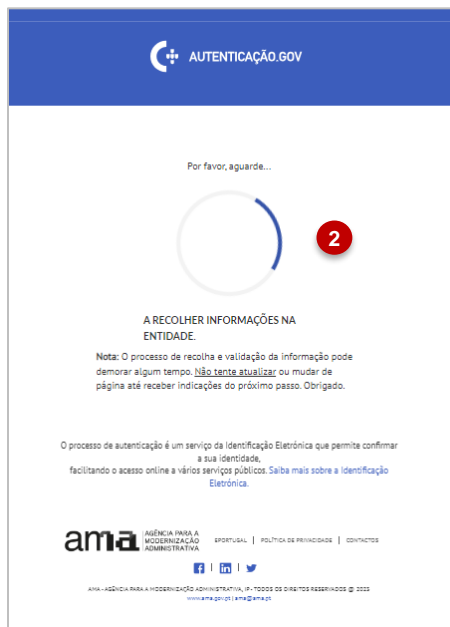 AUTENTICAÇÃO.GOV
Por favor, aguarde...
2
A RECOLHER INFORMAÇÕES NA
ENTIDADE.
Nota: O processo de recolha e validação da informação pode
demorar algum tempo. Não tente atualizar ou mudar de
página até receber indicações do próximo passo. Obrigado.
O processo de autenticação é um serviço da Identificação Eletrónica que permite confirmar
a sua identidade,
facilitando o acesso online a vários serviços públicos. Saiba mais sobre a Identificação
Eletrónica.
ama AGÊNCIA PARA A
MODERNIZAÇÃO
ADMINISTRATIVA
EPORTUGAL | POLÍTICA DE PRIVACIDADE | CONTACTOS
AMA - AGÊNCIA PARA A MODERNIZAÇÃO ADMINISTRATIVA, IP - TODOS OS DIREITOS RESERVADOS @ 2023
www.ama.gov.pt | ama@ama.pt